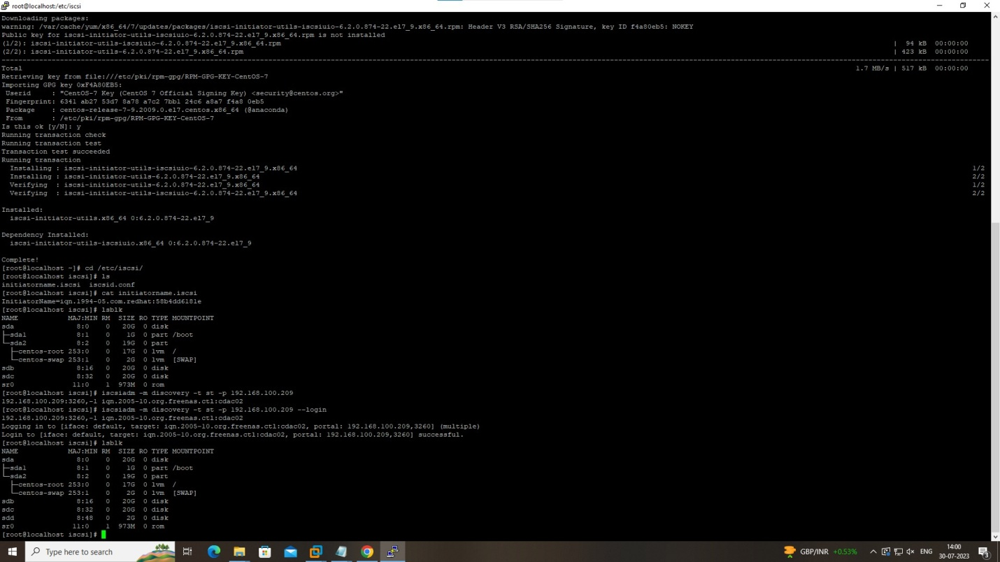 root@localhost:/etc/iscsi
Downloading packages:
warning: /var/cache/yum/x86_64/7/updates/packages/iscsi-initiator-utils-iscsiuio-6.2.0.874-22.el7_9.x86_64.rpm: Header V3 RSA/SHA256 Signature, key ID f4a80eb5: NOKEY
Public key for iscsi-initiator-utils-iscsiuio-6.2.0.874-22.el7_9.x86_64.rpm is not installed
(1/2): iscsi-initiator-utils-iscsiuio-6.2.0.874-22.el7_9.x86_64.rpm | 94 kB 00:00:00
(2/2): iscsi-initiator-utils-6.2.0.874-22.el7_9.x86_64.rpm | 423 kB 00:00:00
--------------------------------------------------------------------------------
Total 1.7 MB/s | 517 kB 00:00:00
Retrieving key from file:///etc/pki/rpm-gpg/RPM-GPG-KEY-CentOS-7
Importing GPG key 0xF4A80EB5:
 Userid     : "CentOS-7 Key (CentOS 7 Official Signing Key) <security@centos.org>"
 Fingerprint: 6341 ab27 53d7 8a78 a7c2 7bb1 24c6 a8a7 f4a8 0eb5
 Package    : centos-release-7-9.2009.0.el7.centos.x86_64 (@anaconda)
 From       : /etc/pki/rpm-gpg/RPM-GPG-KEY-CentOS-7
Is this ok [y/N]: y
Running transaction check
Running transaction test
Transaction test succeeded
Running transaction
  Installing : iscsi-initiator-utils-iscsiuio-6.2.0.874-22.el7_9.x86_64 1/2
  Installing : iscsi-initiator-utils-6.2.0.874-22.el7_9.x86_64 2/2
  Verifying  : iscsi-initiator-utils-6.2.0.874-22.el7_9.x86_64 1/2
  Verifying  : iscsi-initiator-utils-iscsiuio-6.2.0.874-22.el7_9.x86_64 2/2
Installed:
  iscsi-initiator-utils.x86_64 0:6.2.0.874-22.el7_9
Dependency Installed:
  iscsi-initiator-utils-iscsiuio.x86_64 0:6.2.0.874-22.el7_9
Complete!
[root@localhost ~]# cd /etc/iscsi/
[root@localhost iscsi]# ls
initiatorname.iscsi  iscsid.conf
[root@localhost iscsi]# cat initiatorname.iscsi
InitiatorName=iqn.1994-05.com.redhat:58b4dd6181e
[root@localhost iscsi]# lsblk
NAME            MAJ:MIN RM  SIZE RO TYPE MOUNTPOINT
sda               8:0    0   20G  0 disk
├─sda1            8:1    0    1G  0 part /boot
└─sda2            8:2    0   19G  0 part
  ├─centos-root 253:0    0   17G  0 lvm  /
  └─centos-swap 253:1    0    2G  0 lvm  [SWAP]
sdb               8:16   0   20G  0 disk
sdc               8:32   0   20G  0 disk
sr0              11:0    1  973M  0 rom
[root@localhost iscsi]# iscsiadm -m discovery -t st -p 192.168.100.209
192.168.100.209:3260,-1 iqn.2005-10.org.freenas.ctl:cdac02
[root@localhost iscsi]# iscsiadm -m discovery -t st -p 192.168.100.209 --login
192.168.100.209:3260,-1 iqn.2005-10.org.freenas.ctl:cdac02
Logging in to [iface: default, target: iqn.2005-10.org.freenas.ctl:cdac02, portal: 192.168.100.209,3260] (multiple)
Login to [iface: default, target: iqn.2005-10.org.freenas.ctl:cdac02, portal: 192.168.100.209,3260] successful.
[root@localhost iscsi]# lsblk
NAME            MAJ:MIN RM  SIZE RO TYPE MOUNTPOINT
sda               8:0    0   20G  0 disk
├─sda1            8:1    0    1G  0 part /boot
└─sda2            8:2    0   19G  0 part
  ├─centos-root 253:0    0   17G  0 lvm  /
  └─centos-swap 253:1    0    2G  0 lvm  [SWAP]
sdb               8:16   0   20G  0 disk
sdc               8:32   0   20G  0 disk
sdd               8:48   0    2G  0 disk
sr0              11:0    1  973M  0 rom
[root@localhost iscsi]#
Type here to search GBP/INR +0.53% ENG 14:00
30-07-2023 3